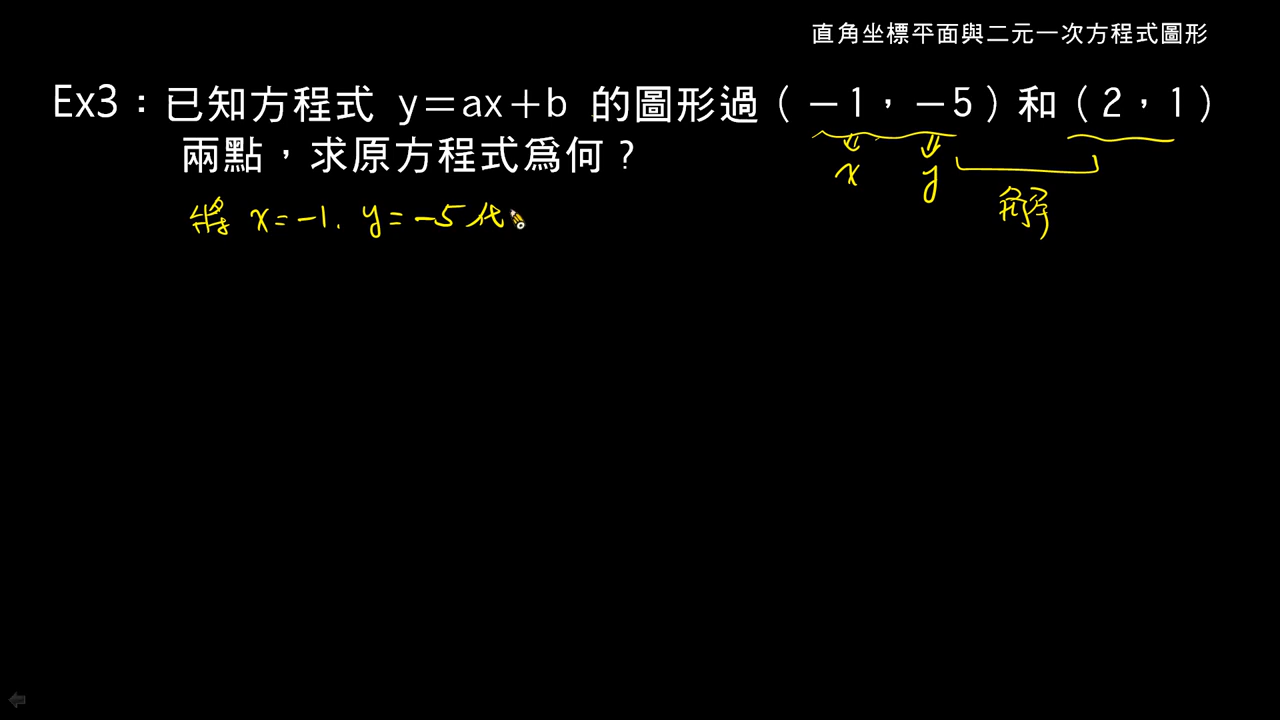 直角坐標平面與二元一次方程式圖形
Ex3：已知方程式 y＝ax＋b 的圖形過（－1，－5）和（2，1）
兩點，求原方程式爲何？
x y
解
將 x=-1. y=-5 代